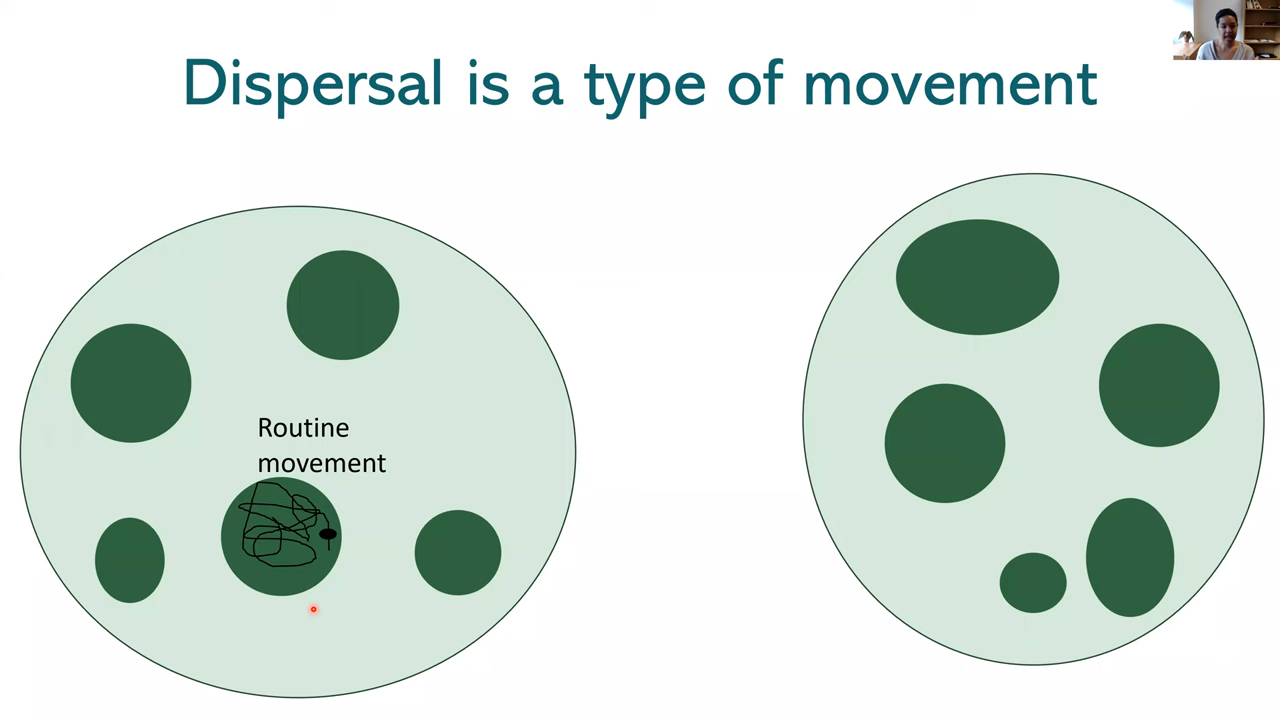 Dispersal is a type of movement
Routine
movement